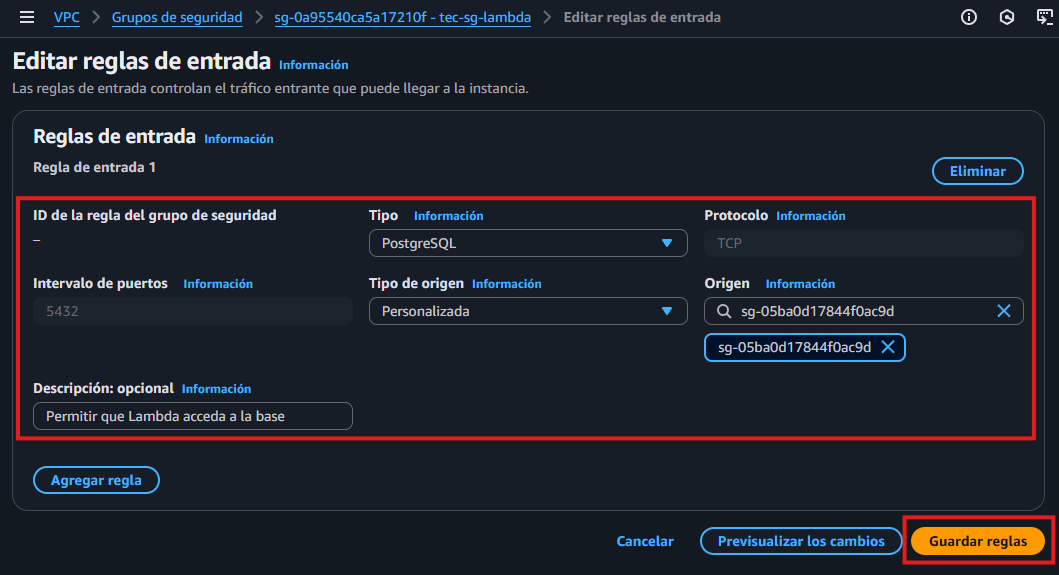 VPC > Grupos de seguridad > sg-0a95540ca5a17210f - tec-sg-lambda > Editar reglas de entrada
Editar reglas de entrada Información
Las reglas de entrada controlan el tráfico entrante que puede llegar a la instancia.
Reglas de entrada Información
Regla de entrada 1
Eliminar
ID de la regla del grupo de seguridad
–
Tipo Información
PostgreSQL
Protocolo Información
TCP
Intervalo de puertos Información
5432
Tipo de origen Información
Personalizada
Origen Información
sg-05ba0d17844f0ac9d
sg-05ba0d17844f0ac9d
Descripción: opcional Información
Permitir que Lambda acceda a la base
Agregar regla
Cancelar
Previsualizar los cambios
Guardar reglas